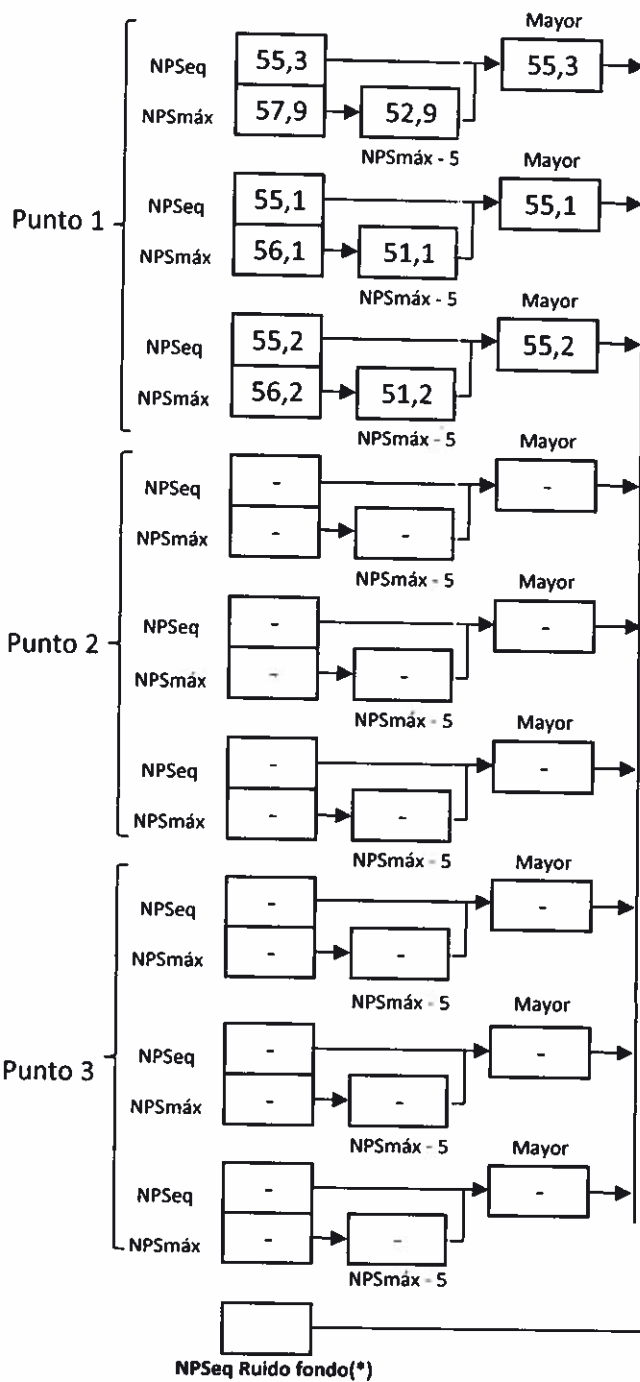 Mayor
NPSeq 55,3 55,3
NPSmáx 57,9 52,9
NPSmáx - 5
Mayor
NPSeq 55,1 55,1
Punto 1
NPSmáx 56,1 51,1
NPSmáx - 5
Mayor
NPSeq 55,2 55,2
NPSmáx 56,2 51,2
NPSmáx - 5
Mayor
NPSeq - -
NPSmáx - -
NPSmáx - 5
Mayor
NPSeq - -
Punto 2
NPSmáx - -
NPSmáx - 5
Mayor
NPSeq - -
NPSmáx - -
NPSmáx - 5
Mayor
NPSeq - -
NPSmáx - -
NPSmáx - 5
Mayor
NPSeq - -
Punto 3
NPSmáx - -
NPSmáx - 5
Mayor
NPSeq - -
NPSmáx - -
NPSmáx - 5
NPSeq Ruido fondo(*)